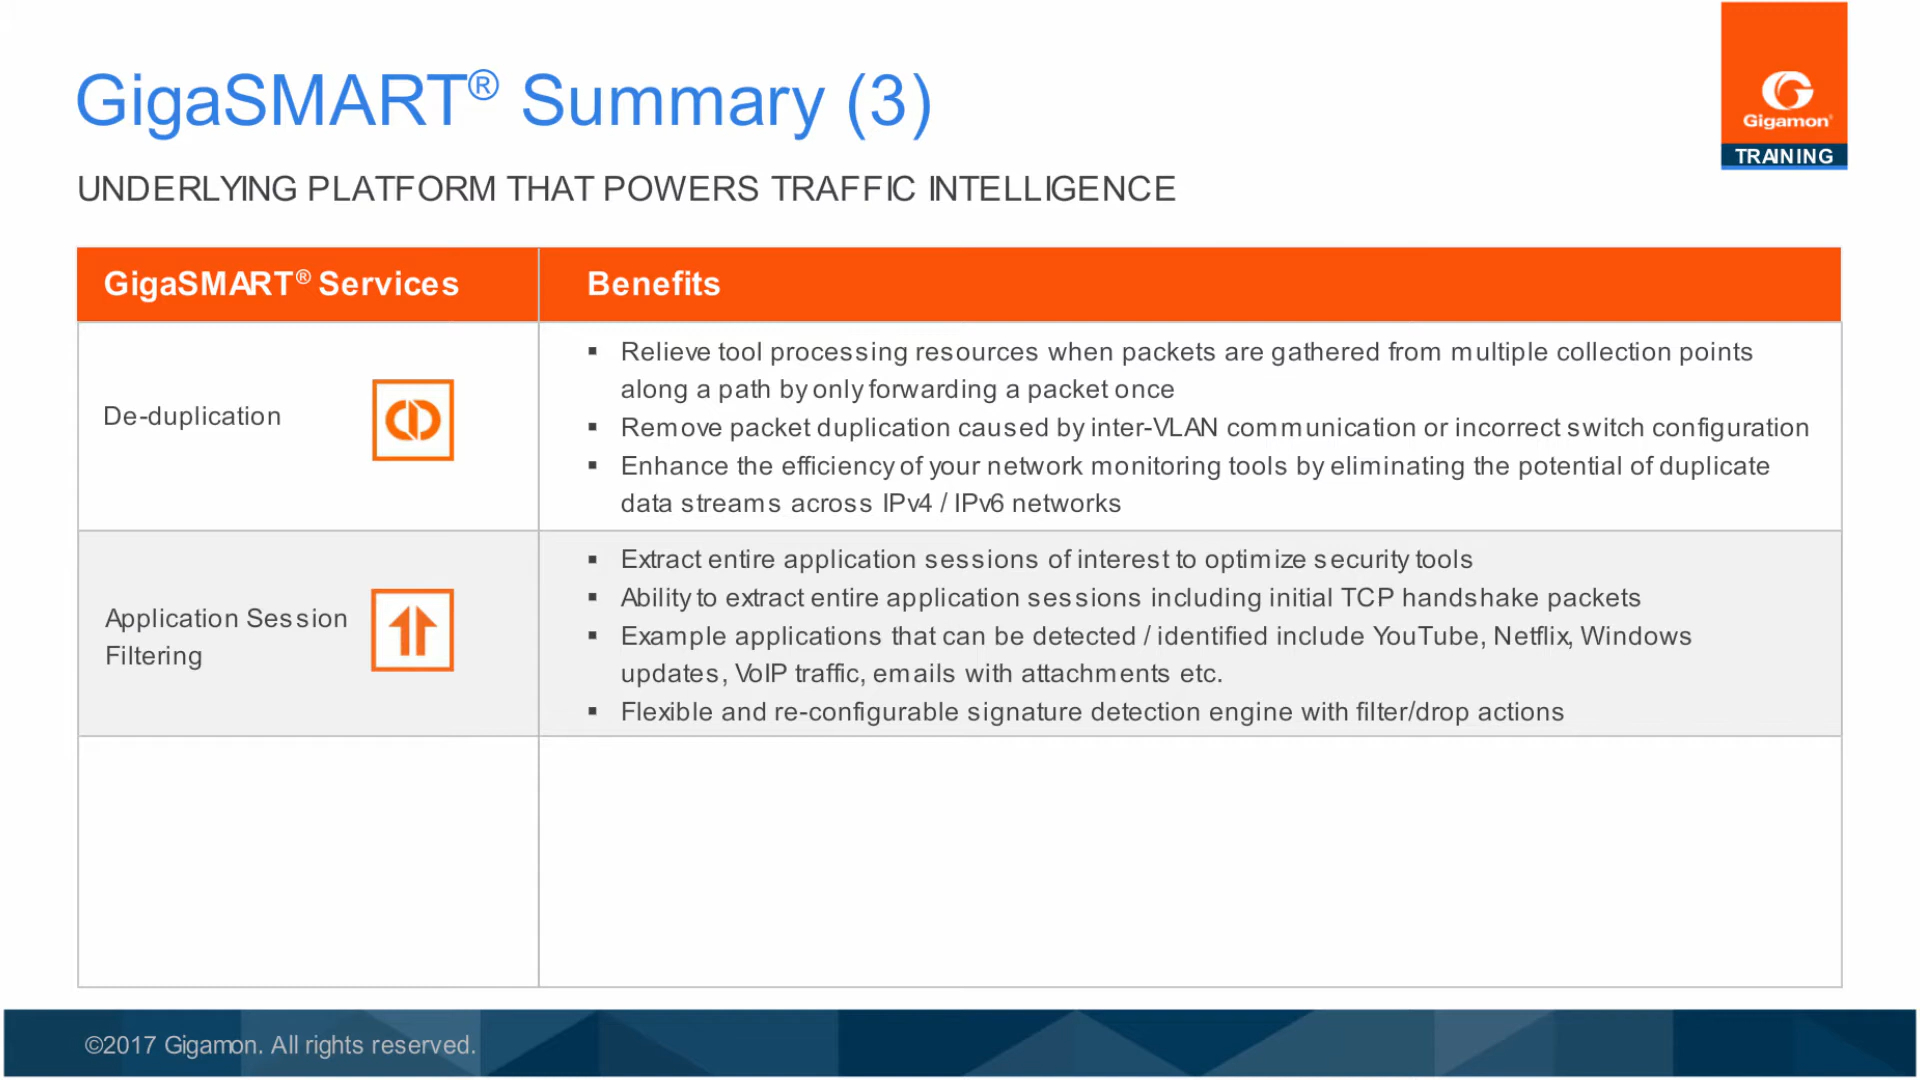 GigaSMART® Summary (3)
Gigamon®
TRAINING
UNDERLYING PLATFORM THAT POWERS TRAFFIC INTELLIGENCE
GigaSMART® Services
Benefits
De-duplication
▪ Relieve tool processing resources when packets are gathered from multiple collection points
along a path by only forwarding a packet once
▪ Remove packet duplication caused by inter-VLAN communication or incorrect switch configuration
▪ Enhance the efficiency of your network monitoring tools by eliminating the potential of duplicate
data streams across IPv4 / IPv6 networks
Application Session
Filtering
▪ Extract entire application sessions of interest to optimize security tools
▪ Ability to extract entire application sessions including initial TCP handshake packets
▪ Example applications that can be detected / identified include YouTube, Netflix, Windows
updates, VoIP traffic, emails with attachments etc.
▪ Flexible and re-configurable signature detection engine with filter/drop actions
©2017 Gigamon. All rights reserved.